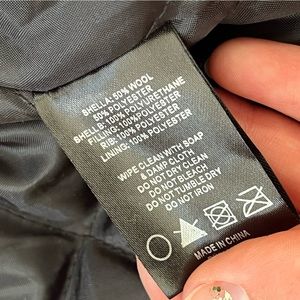 SHELLA: 50% WOOL
50% POLYESTER
SHELLB: 100% POLYURETHANE
FILLING: 100% POLYESTER
RIB: 100% POLYESTER
LINING: 100% POLYESTER
WIPE CLEAN WITH SOAP
& DAMP CLOTH
DO NOT DRY CLEAN
DO NOT BLEACH
DO NOT TUMBLE DRY
DO NOT IRON
MADE IN CHINA